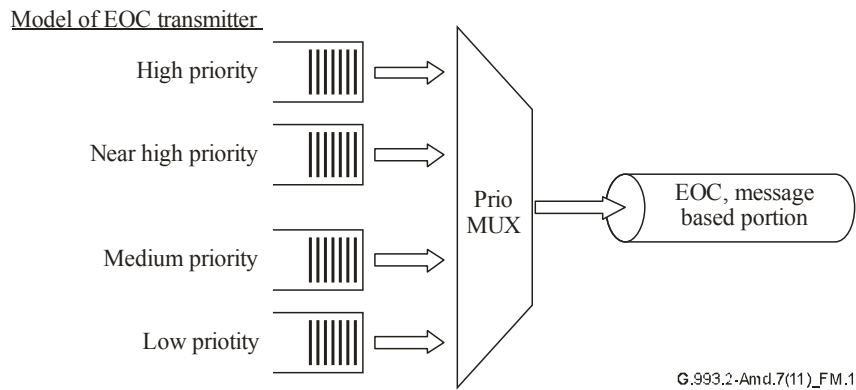 Model of EOC transmitter
High priority
Near high priority
Medium priority
Low priotity
Prio
MUX
EOC, message
based portion
G.993.2-Amd.7(11)_FM.1